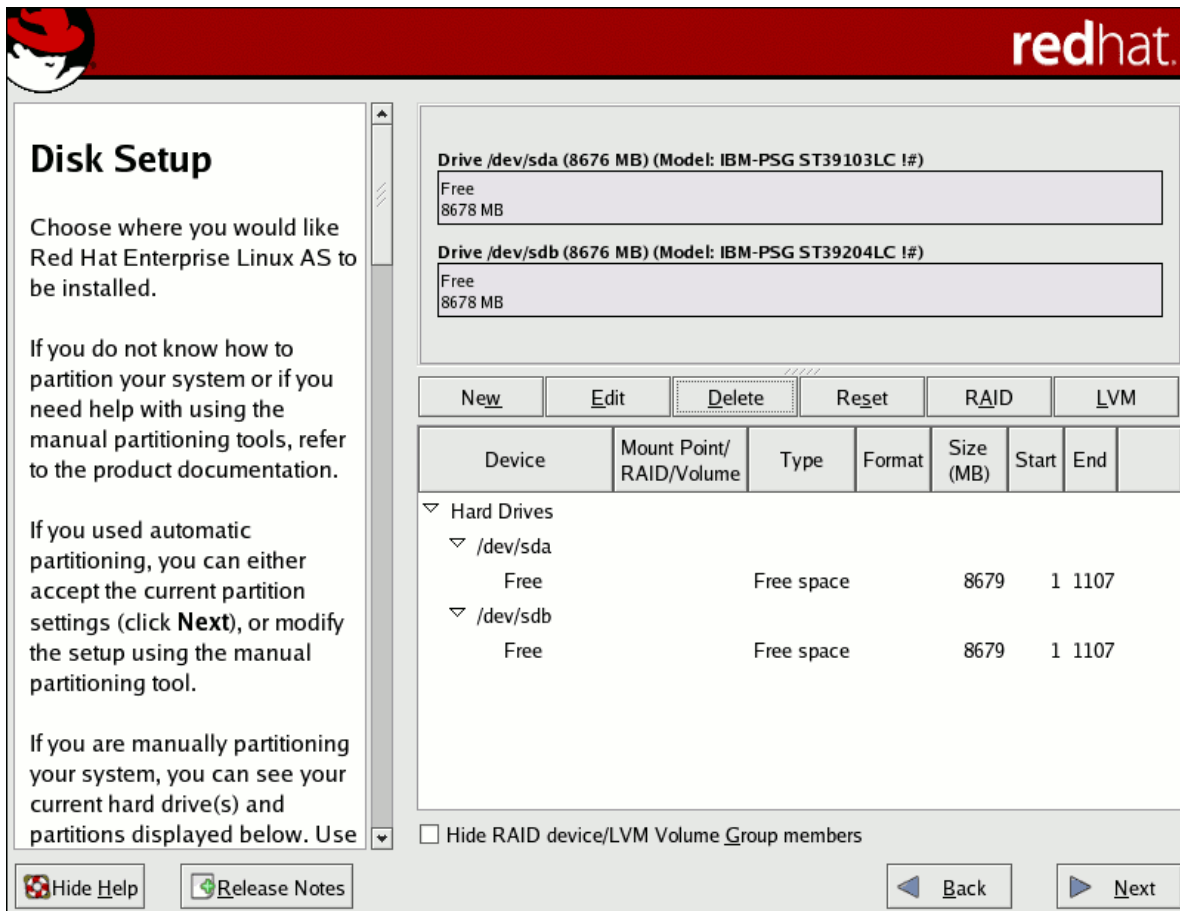 redhat.
Disk Setup
Choose where you would like
Red Hat Enterprise Linux AS to
be installed.
If you do not know how to
partition your system or if you
need help with using the
manual partitioning tools, refer
to the product documentation.
If you used automatic
partitioning, you can either
accept the current partition
settings (click Next), or modify
the setup using the manual
partitioning tool.
If you are manually partitioning
your system, you can see your
current hard drive(s) and
partitions displayed below. Use
Drive /dev/sda (8676 MB) (Model: IBM-PSG ST39103LC !#)
Free
8678 MB
Drive /dev/sdb (8676 MB) (Model: IBM-PSG ST39204LC !#)
Free
8678 MB
New Edit Delete Reset RAID LVM
Device Mount Point/ RAID/Volume Type Format Size (MB) Start End
Hard Drives
/dev/sda
Free Free space 8679 1 1107
/dev/sdb
Free Free space 8679 1 1107
Hide RAID device/LVM Volume Group members
Hide Help Release Notes Back Next